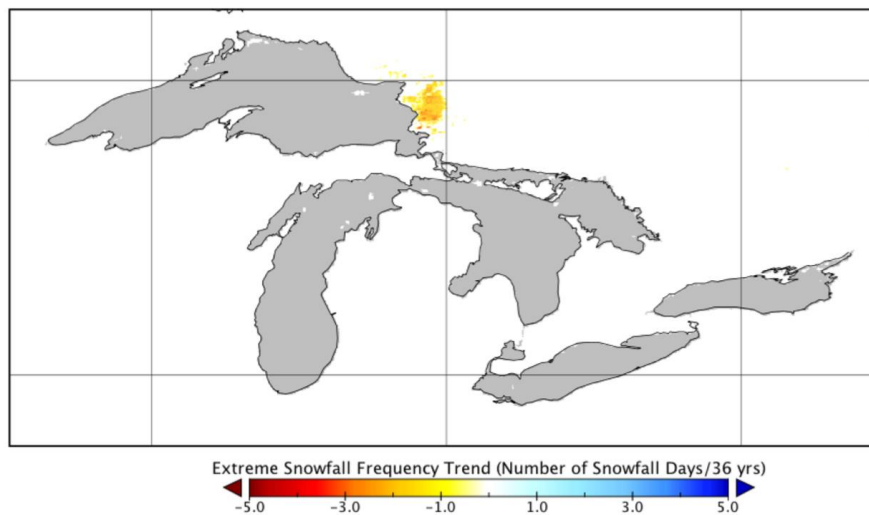 Extreme Snowfall Frequency Trend (Number of Snowfall Days/36 yrs)
−5.0 −3.0 −1.0 1.0 3.0 5.0